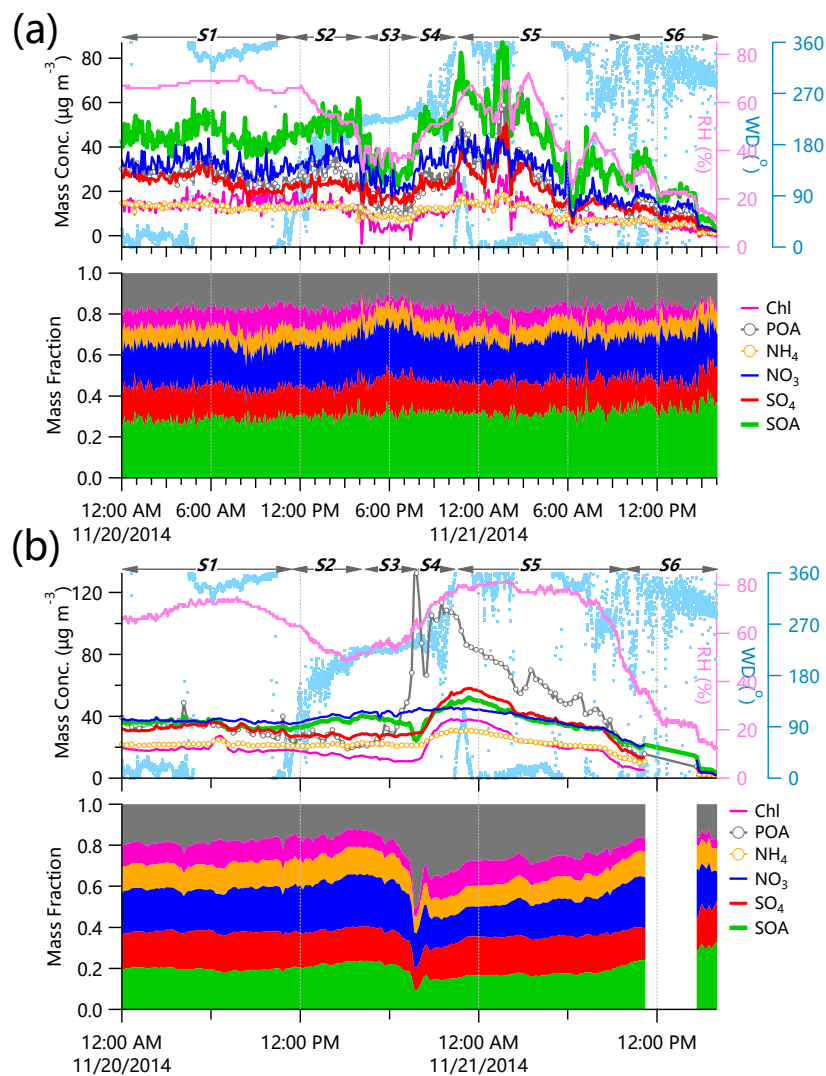 (a)
S1 S2 S3 S4 S5 S6
80
60
40
20
0
Mass Conc. (µg m⁻³)
80
60
40
20
0
RH (%)
360
270
180
90
0
WD (°)
1.0
0.8
0.6
0.4
0.2
0.0
Mass Fraction
Chl
POA
NH₄
NO₃
SO₄
SOA
12:00 AM 6:00 AM 12:00 PM 6:00 PM 12:00 AM 6:00 AM 12:00 PM
11/20/2014 11/21/2014
(b)
S1 S2 S3 S4 S5 S6
120
80
40
0
Mass Conc. (µg m⁻³)
80
60
40
20
0
RH (%)
360
270
180
90
0
WD (°)
1.0
0.8
0.6
0.4
0.2
0.0
Mass Fraction
Chl
POA
NH₄
NO₃
SO₄
SOA
12:00 AM 12:00 PM 12:00 AM 12:00 PM
11/20/2014 11/21/2014